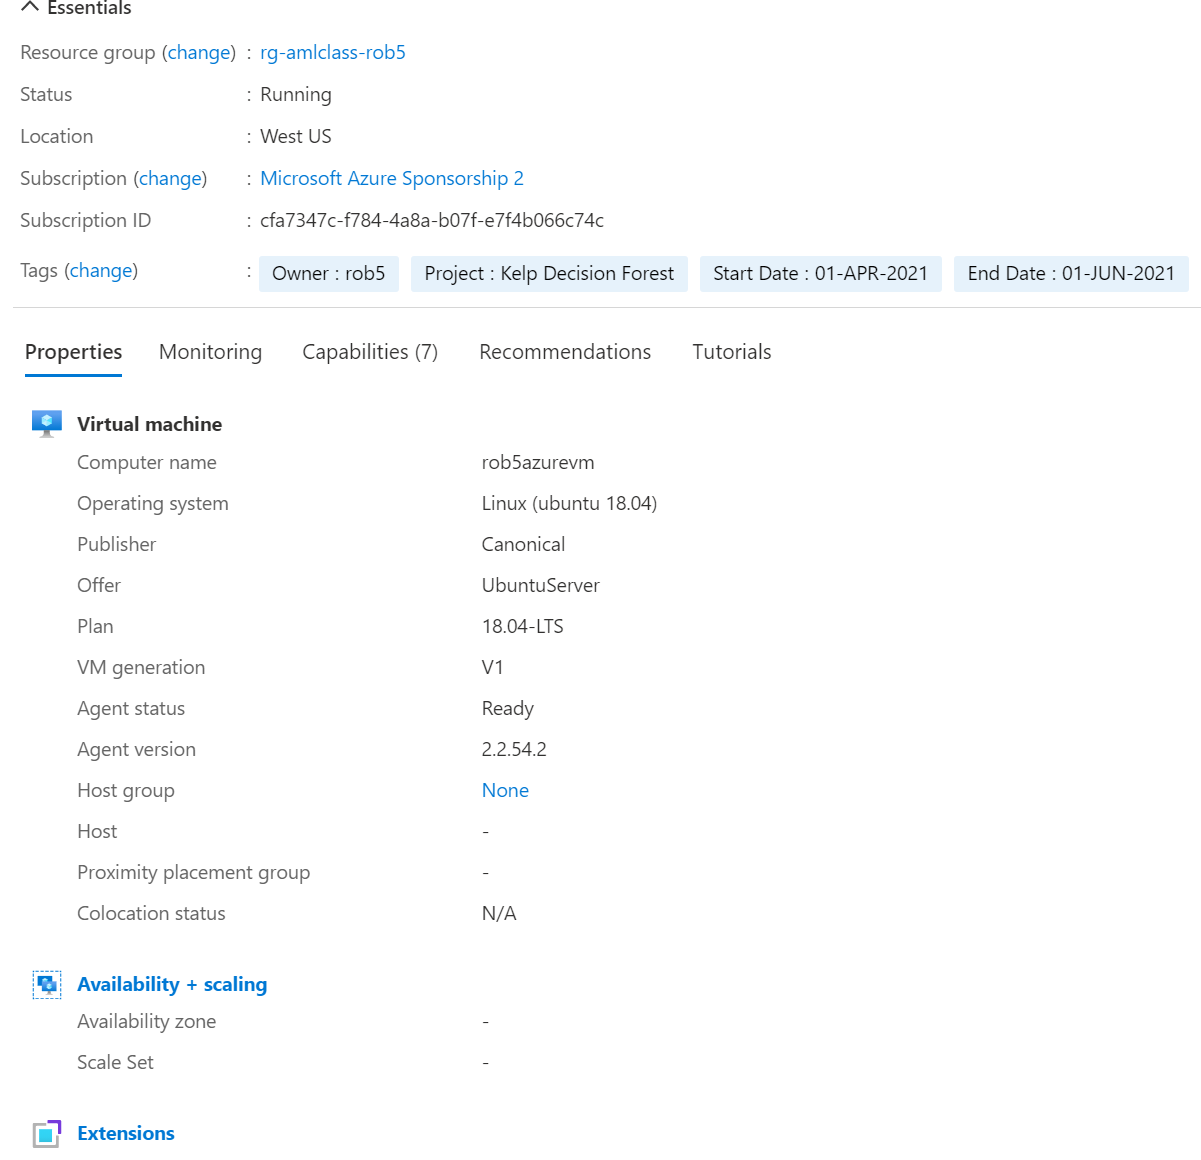 Essentials
Resource group (change) : rg-amlclass-rob5
Status : Running
Location : West US
Subscription (change) : Microsoft Azure Sponsorship 2
Subscription ID : cfa7347c-f784-4a8a-b07f-e7f4b066c74c
Tags (change) : Owner : rob5 Project : Kelp Decision Forest Start Date : 01-APR-2021 End Date : 01-JUN-2021
Properties Monitoring Capabilities (7) Recommendations Tutorials
Virtual machine
Computer name rob5azurevm
Operating system Linux (ubuntu 18.04)
Publisher Canonical
Offer UbuntuServer
Plan 18.04-LTS
VM generation V1
Agent status Ready
Agent version 2.2.54.2
Host group None
Host -
Proximity placement group -
Colocation status N/A
Availability + scaling
Availability zone -
Scale Set -
Extensions